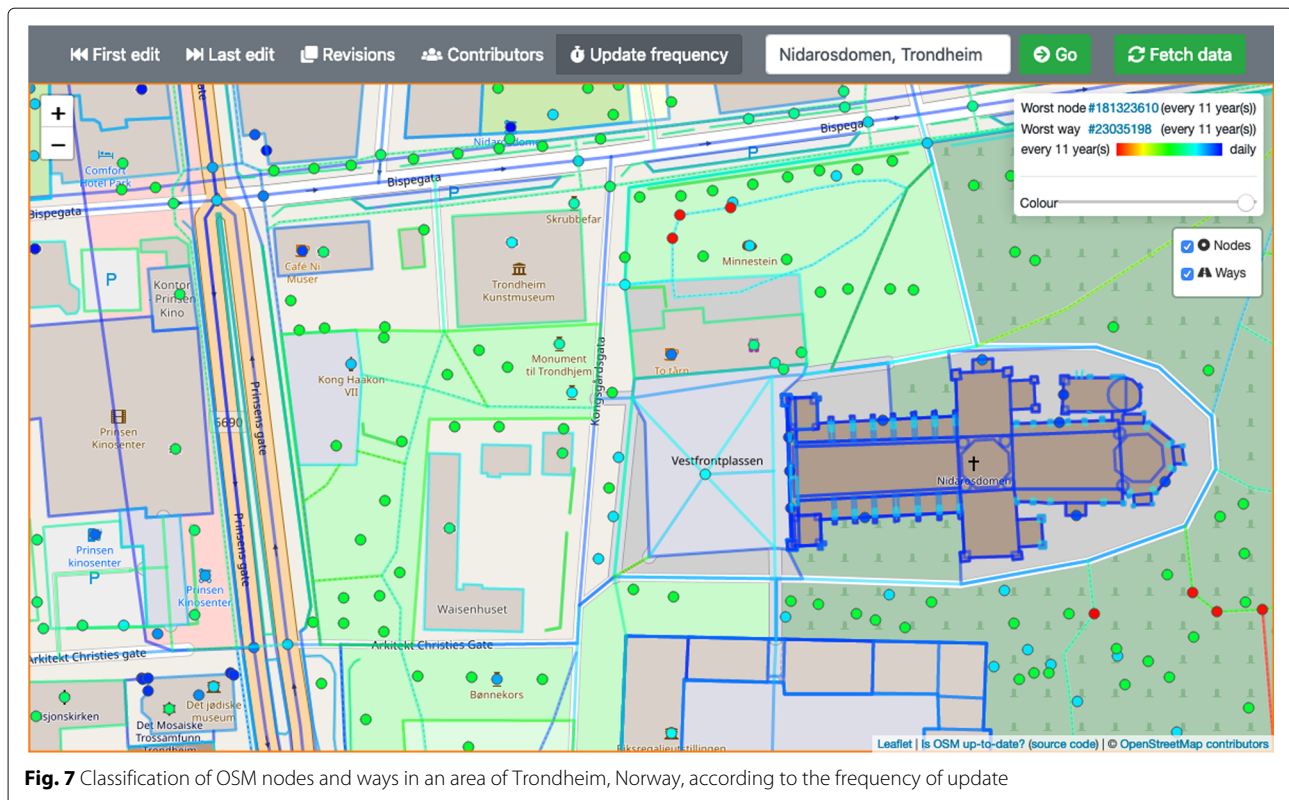 First edit
Last edit
Revisions
Contributors
Update frequency
Nidarosdomen, Trondheim
Go
Fetch data
+
−
Worst node #181323610 (every 11 year(s))
Worst way #23035198 (every 11 year(s))
every 11 year(s)
daily
Colour
Nodes
Ways
Comfort
Hotel Park
Bispegata
Bispegata
Bispegata
P
P
P
P
Skrubbefar
Café Ni
Muser
Trondheim
Kunstmuseum
Minnestein
Kontor
Prinsen
Kino
Kong Haakon
VII
Monument
til Trondhjem
To tårn
Kongsgårdsgata
Prinsens gate
Prinsens gate
6690
Prinsen
Kinosenter
Vestfrontplassen
Nidarosdomen
Prinsen
kinosenter
Prinsen
Kinosenter
Waisenhuset
Arkitekt Christies gate
Arkitekt Christies Gate
Bønnekors
Det jødiske
museum
sjonskirken
Det Mosaiske
Trossamfunn
Trondheim
Riksregalieutstillingen
Leaflet | Is OSM up-to-date? (source code) | © OpenStreetMap contributors
Fig. 7 Classification of OSM nodes and ways in an area of Trondheim, Norway, according to the frequency of update